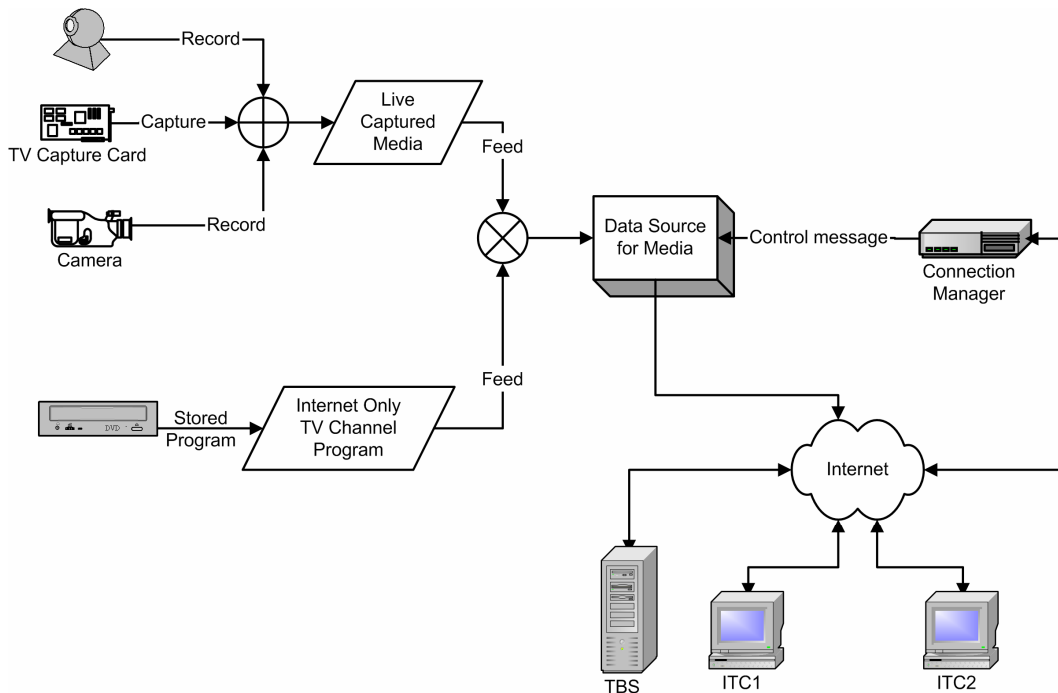 Record
Capture
TV Capture Card
Record
Camera
Live
Captured
Media
Feed
Data Source
for Media
Control message
Connection
Manager
Feed
DVD
Stored
Program
Internet Only
TV Channel
Program
Internet
TBS
ITC1
ITC2